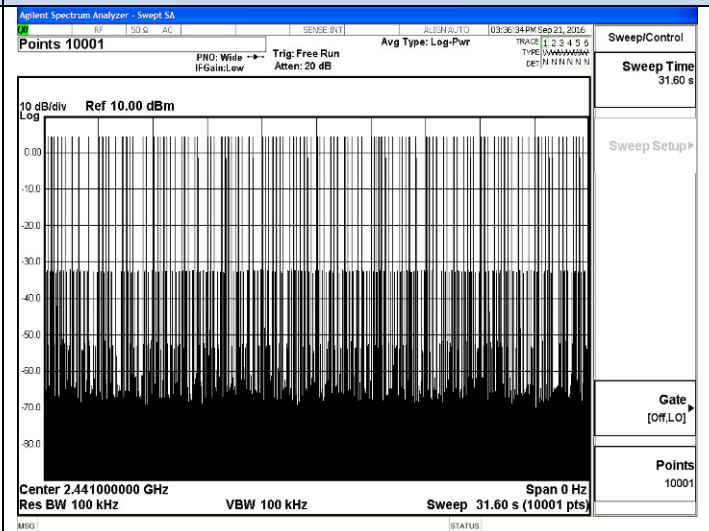 Agilent Spectrum Analyzer - Swept SA
RF 50 Ω AC SENSE:INT ALIGN AUTO 03:36:34 PM Sep 21, 2016
Points 10001
PNO: Wide
IFGain:Low
Trig: Free Run
Atten: 20 dB
Avg Type: Log-Pwr
TRACE 1 2 3 4 5 6
TYPE
DET N N N N N N
Sweep/Control
Sweep Time
31.60 s
Sweep Setup
Gate
[Off,LO]
Points
10001
10 dB/div Ref 10.00 dBm
Log
0.00
-10.0
-20.0
-30.0
-40.0
-50.0
-60.0
-70.0
-80.0
Center 2.441000000 GHz Span 0 Hz
Res BW 100 kHz VBW 100 kHz Sweep 31.60 s (10001 pts)
MSG STATUS